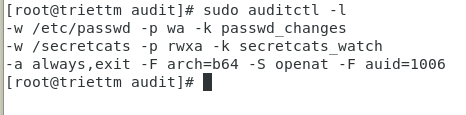 [root@triettm audit]# sudo auditctl -l
-w /etc/passwd -p wa -k passwd_changes
-w /secretcats -p rwxa -k secretcats_watch
-a always,exit -F arch=b64 -S openat -F auid=1006
[root@triettm audit]#